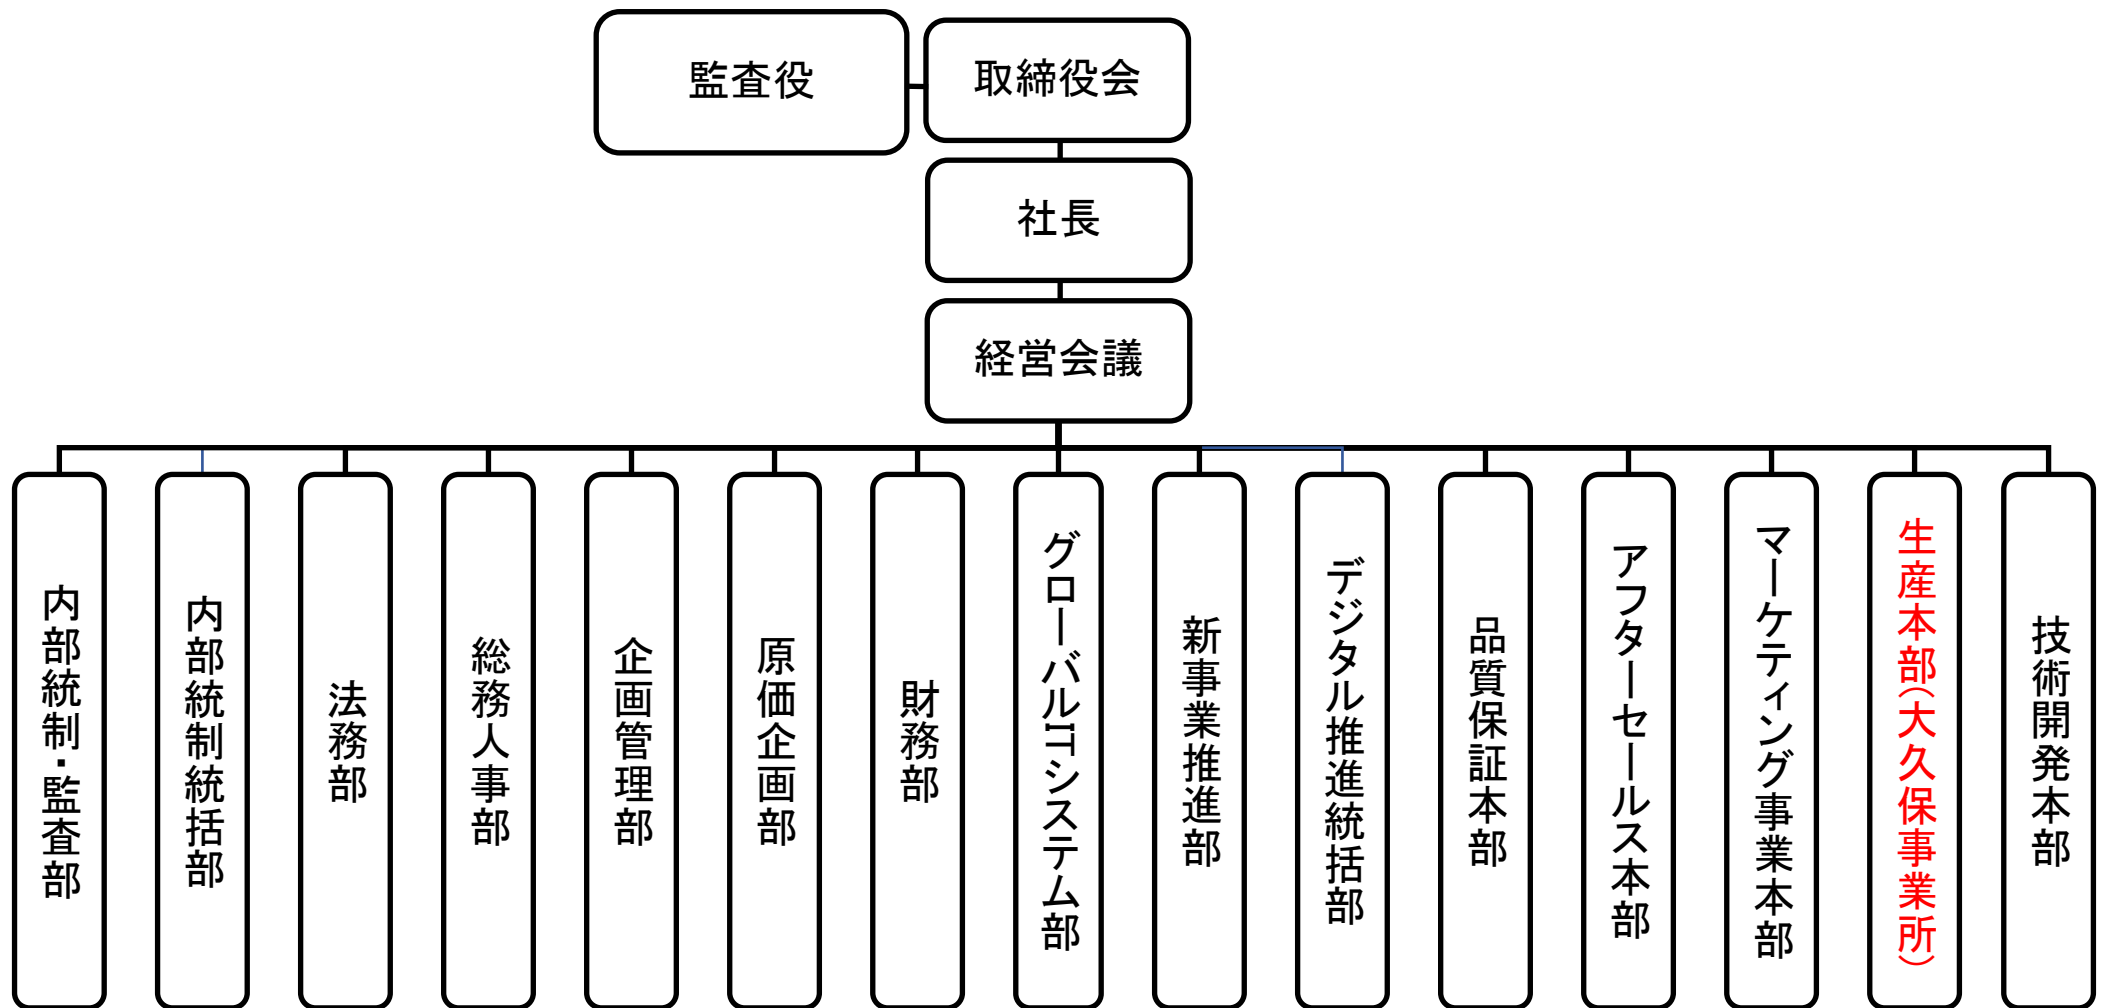 監査役
取締役会
社長
経営会議
内部統制・監査部
内部統制統括部
法務部
総務人事部
企画管理部
原価企画部
財務部
グローバルITシステム部
新事業推進部
デジタル推進統括部
品質保証本部
アフターセールス本部
マーケティング事業本部
生産本部(大久保事業所)
技術開発本部